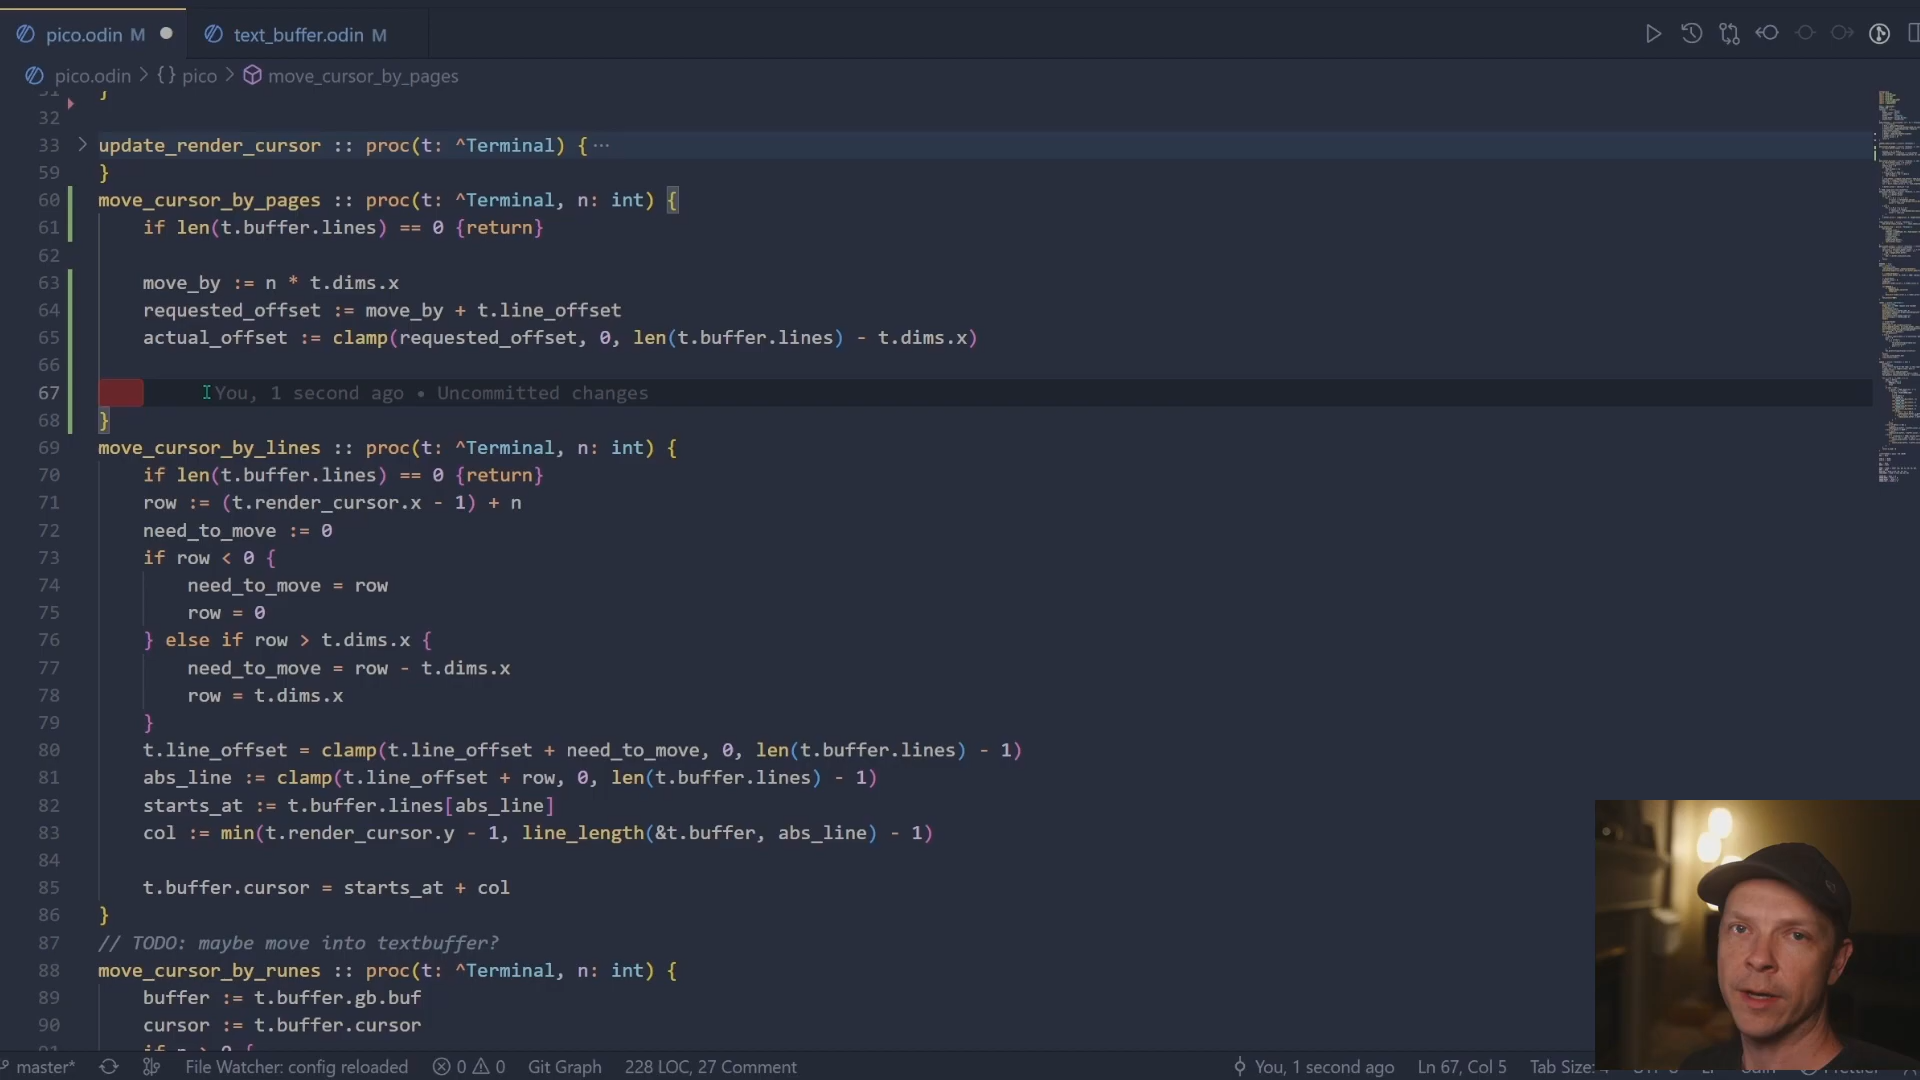 pico.odin M text_buffer.odin M
pico.odin > {} pico > move_cursor_by_pages
31 }
32
33 update_render_cursor :: proc(t: ^Terminal) { ···
59 }
60 move_cursor_by_pages :: proc(t: ^Terminal, n: int) {
61 if len(t.buffer.lines) == 0 {return}
62
63 move_by := n * t.dims.x
64 requested_offset := move_by + t.line_offset
65 actual_offset := clamp(requested_offset, 0, len(t.buffer.lines) - t.dims.x)
66
67 You, 1 second ago • Uncommitted changes
68 }
69 move_cursor_by_lines :: proc(t: ^Terminal, n: int) {
70 if len(t.buffer.lines) == 0 {return}
71 row := (t.render_cursor.x - 1) + n
72 need_to_move := 0
73 if row < 0 {
74 need_to_move = row
75 row = 0
76 } else if row > t.dims.x {
77 need_to_move = row - t.dims.x
78 row = t.dims.x
79 }
80 t.line_offset = clamp(t.line_offset + need_to_move, 0, len(t.buffer.lines) - 1)
81 abs_line := clamp(t.line_offset + row, 0, len(t.buffer.lines) - 1)
82 starts_at := t.buffer.lines[abs_line]
83 col := min(t.render_cursor.y - 1, line_length(&t.buffer, abs_line) - 1)
84
85 t.buffer.cursor = starts_at + col
86 }
87 // TODO: maybe move into textbuffer?
88 move_cursor_by_runes :: proc(t: ^Terminal, n: int) {
89 buffer := t.buffer.gb.buf
90 cursor := t.buffer.cursor
91 if n > 0 {
master* File Watcher: config reloaded 0 0 Git Graph 228 LOC, 27 Comment You, 1 second ago Ln 67, Col 5 Tab Size: